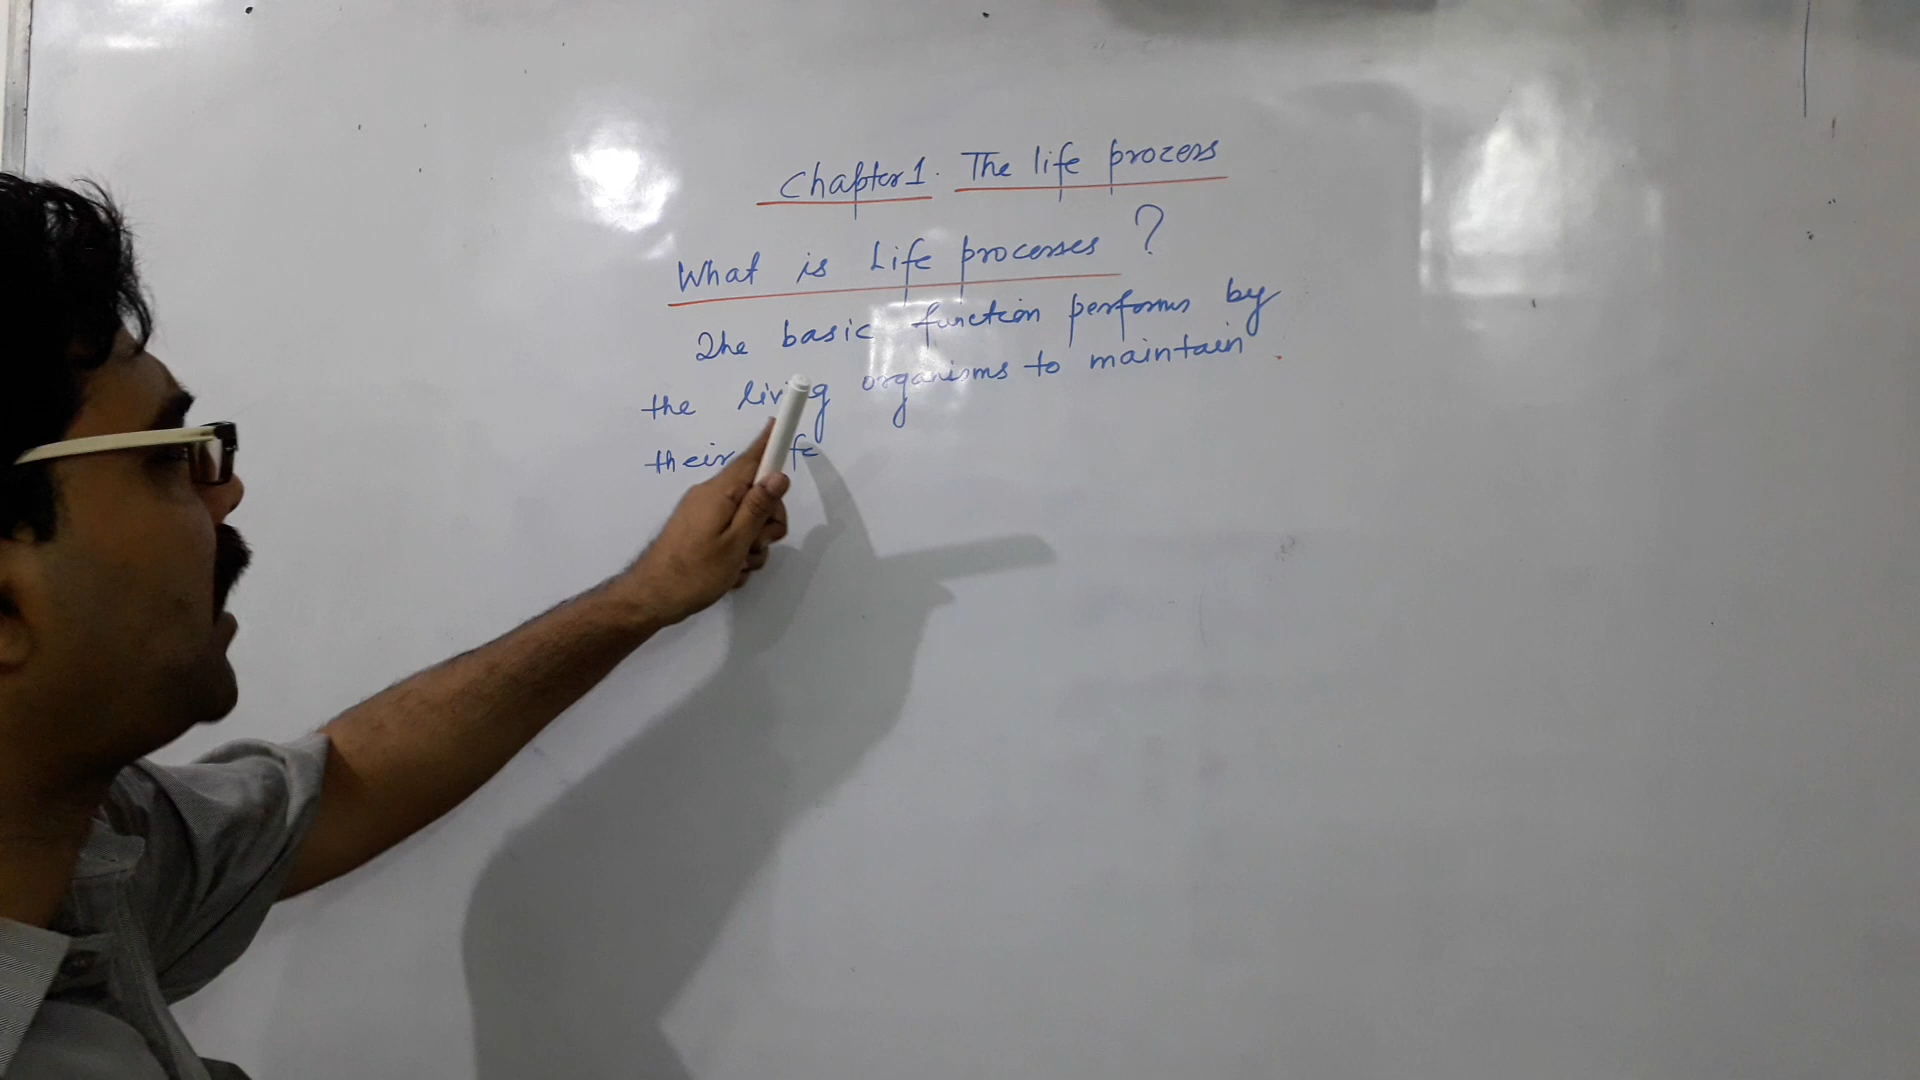 Chapter 1. The life process
What is Life processes ?
The basic function performs by
the living organisms to maintain
their